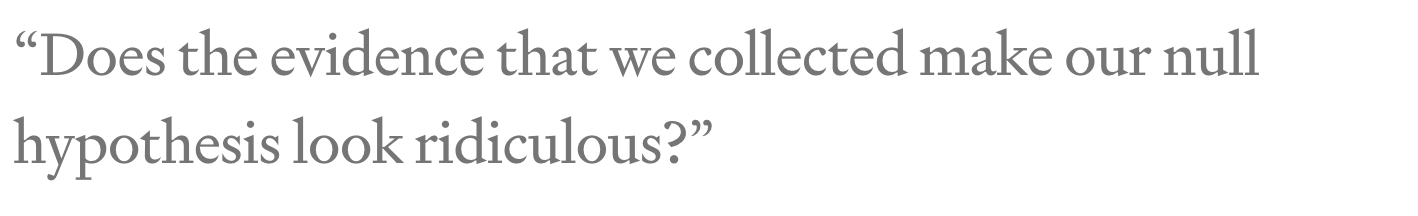 “Does the evidence that we collected make our null
hypothesis look ridiculous?”